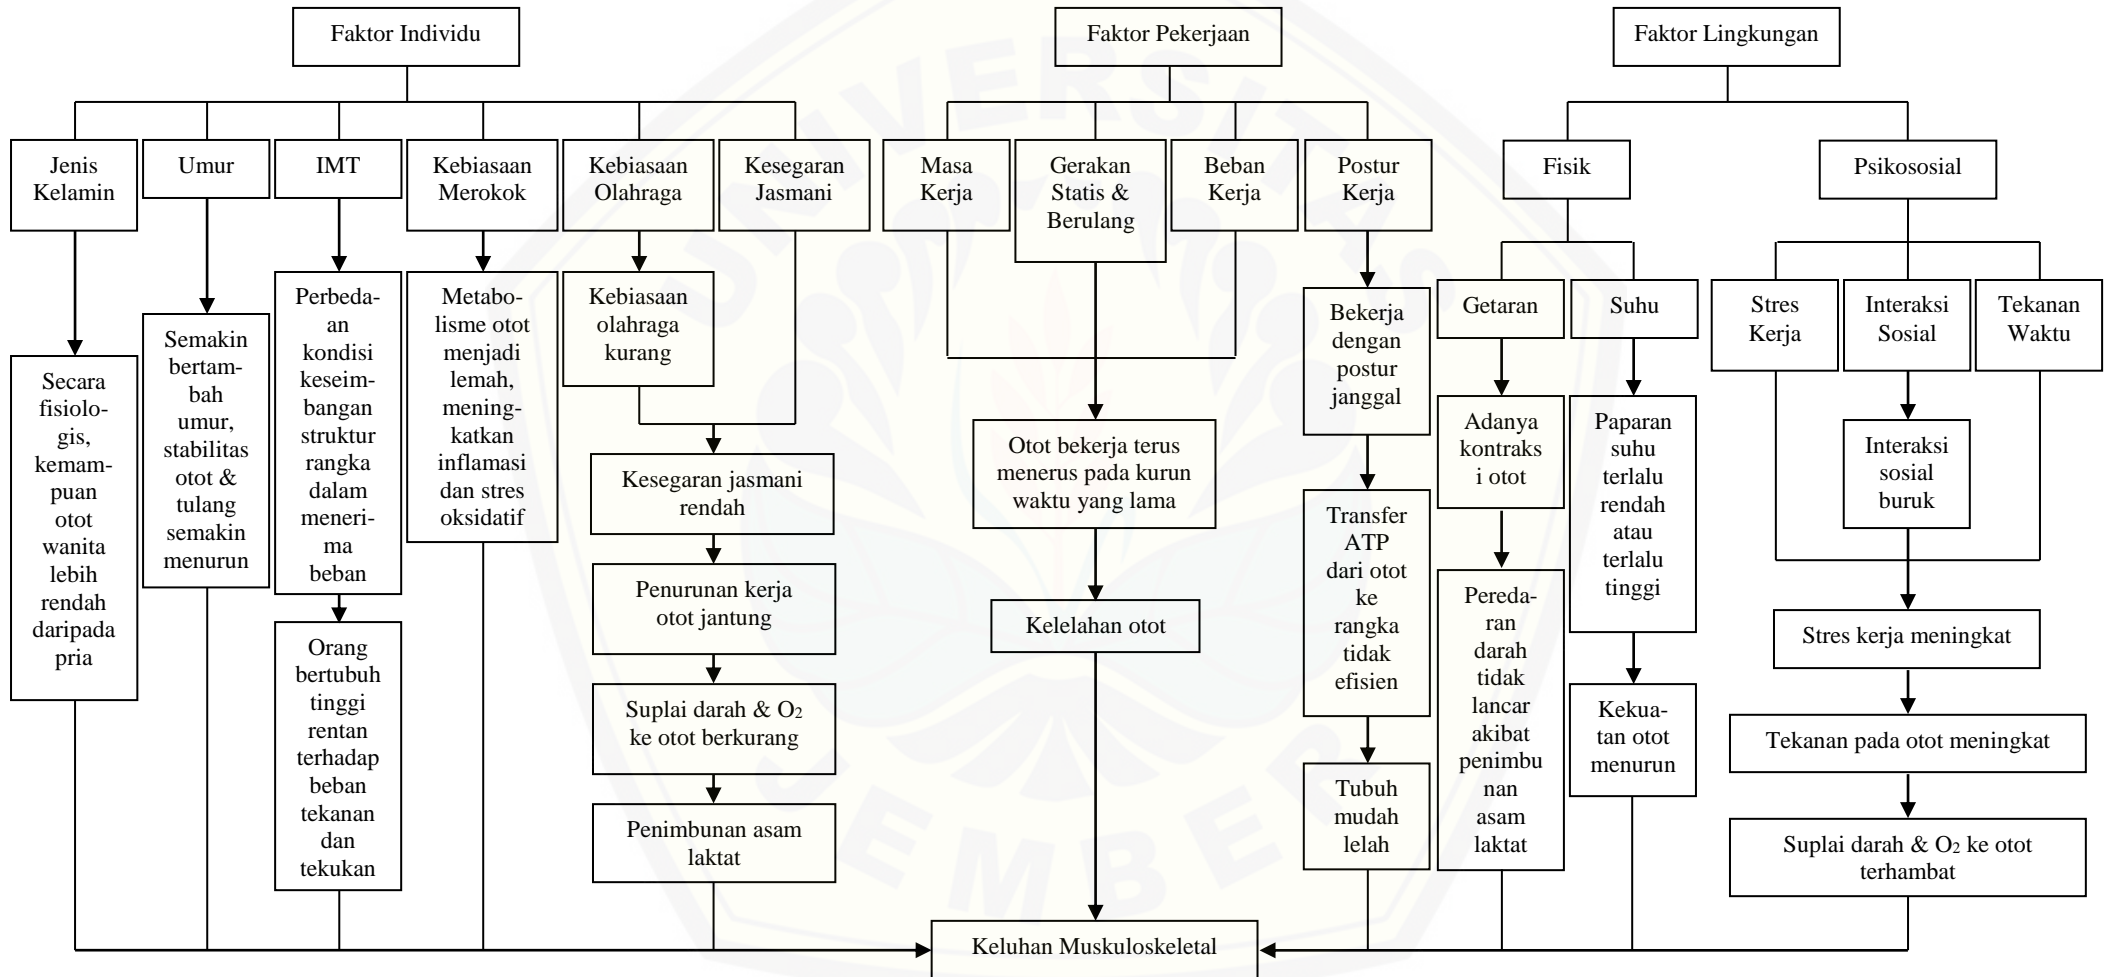 Faktor Individu
Faktor Pekerjaan
Faktor Lingkungan
Jenis
Kelamin
Umur
IMT
Kebiasaan
Merokok
Kebiasaan
Olahraga
Kesegaran
Jasmani
Masa
Kerja
Gerakan
Statis &
Berulang
Beban
Kerja
Postur
Kerja
Fisik
Psikososial
Secara
fisiolo-
gis,
kemam-
puan
otot
wanita
lebih
rendah
daripada
pria
Semakin
bertam-
bah
umur,
stabilitas
otot &
tulang
semakin
menurun
Perbeda-
an
kondisi
keseim-
bangan
struktur
rangka
dalam
meneri-
ma
beban
Orang
bertubuh
tinggi
rentan
terhadap
beban
tekanan
dan
tekukan
Metabo-
lisme otot
menjadi
lemah,
mening-
katkan
inflamasi
dan stres
oksidatif
Kebiasaan
olahraga
kurang
Kesegaran jasmani
rendah
Penurunan kerja
otot jantung
Suplai darah & O₂
ke otot berkurang
Penimbunan asam
laktat
Otot bekerja terus
menerus pada kurun
waktu yang lama
Kelelahan otot
Bekerja
dengan
postur
janggal
Transfer
ATP
dari otot
ke
rangka
tidak
efisien
Tubuh
mudah
lelah
Getaran
Adanya
kontraks
i otot
Pereda-
ran
darah
tidak
lancar
akibat
penimbu
nan
asam
laktat
Suhu
Paparan
suhu
terlalu
rendah
atau
terlalu
tinggi
Kekua-
tan otot
menurun
Stres
Kerja
Interaksi
Sosial
Tekanan
Waktu
Interaksi
sosial
buruk
Stres kerja meningkat
Tekanan pada otot meningkat
Suplai darah & O₂ ke otot
terhambat
Keluhan Muskuloskeletal
UNIVERSITAS
JEMBER